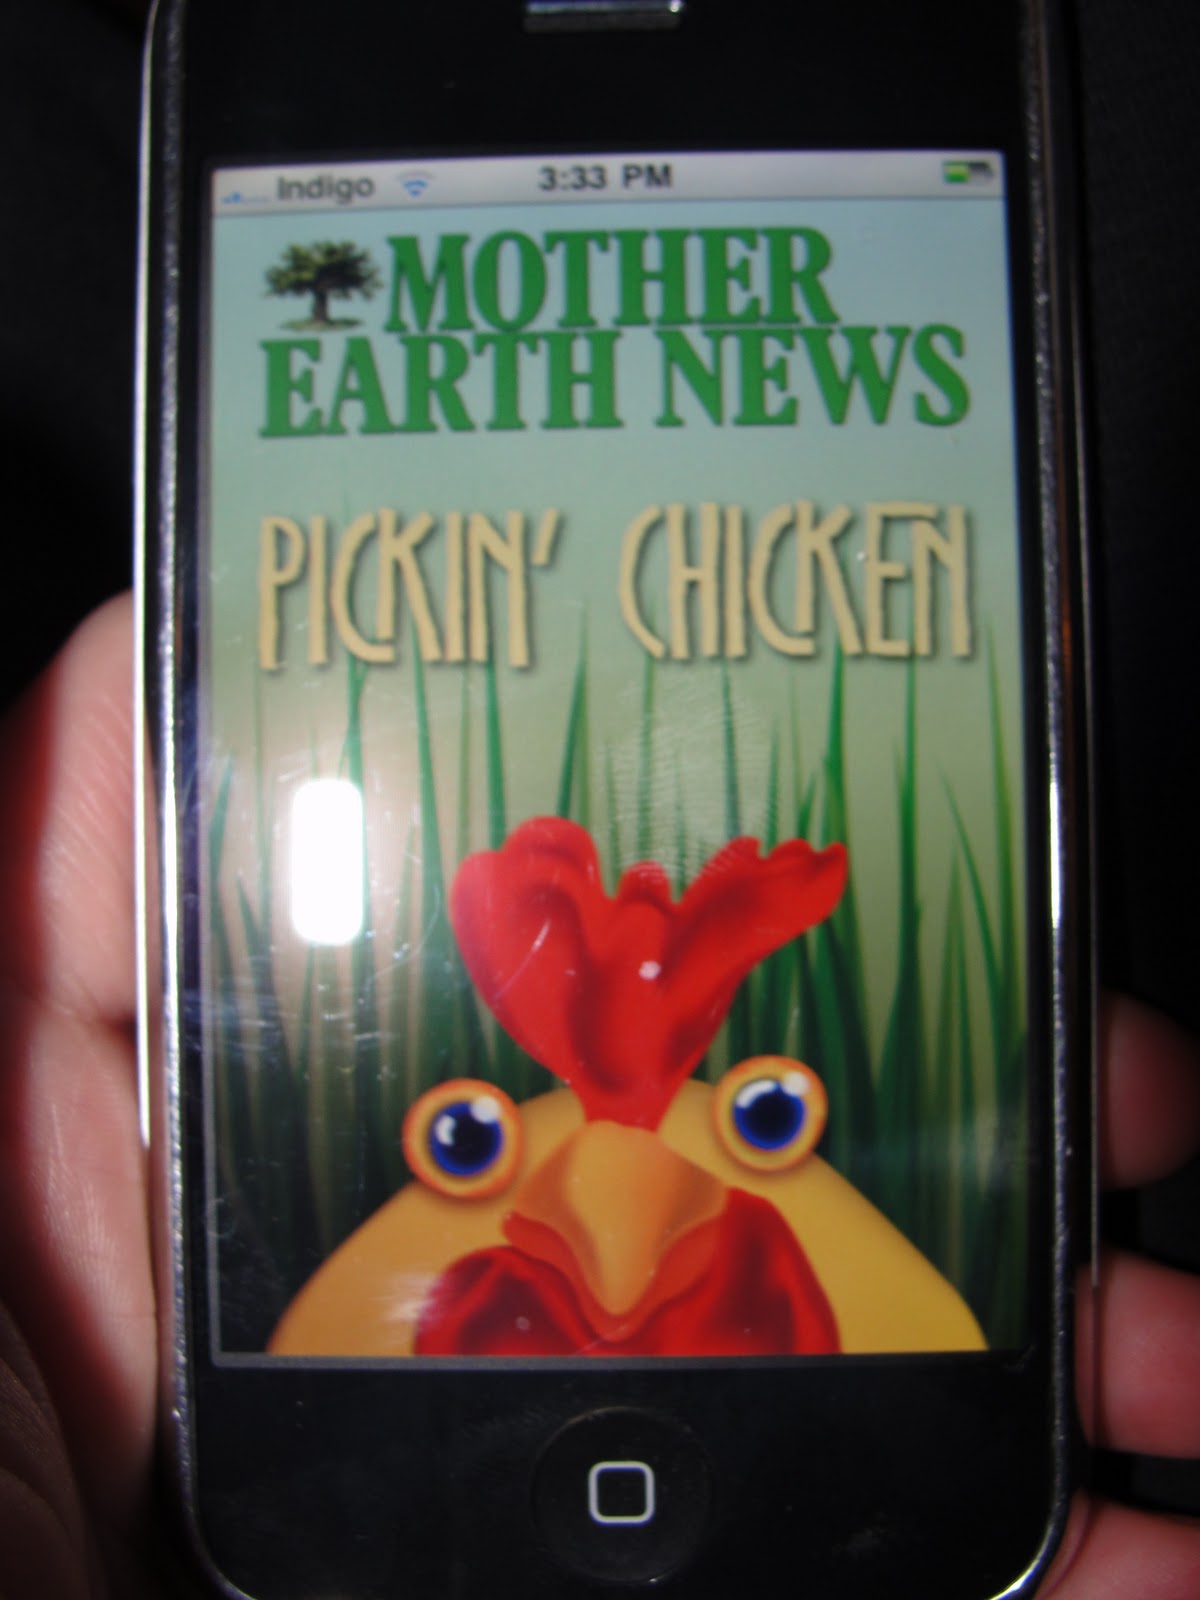 Indigo 3:33 PM
MOTHER
EARTH NEWS
PICKIN' CHICKEN